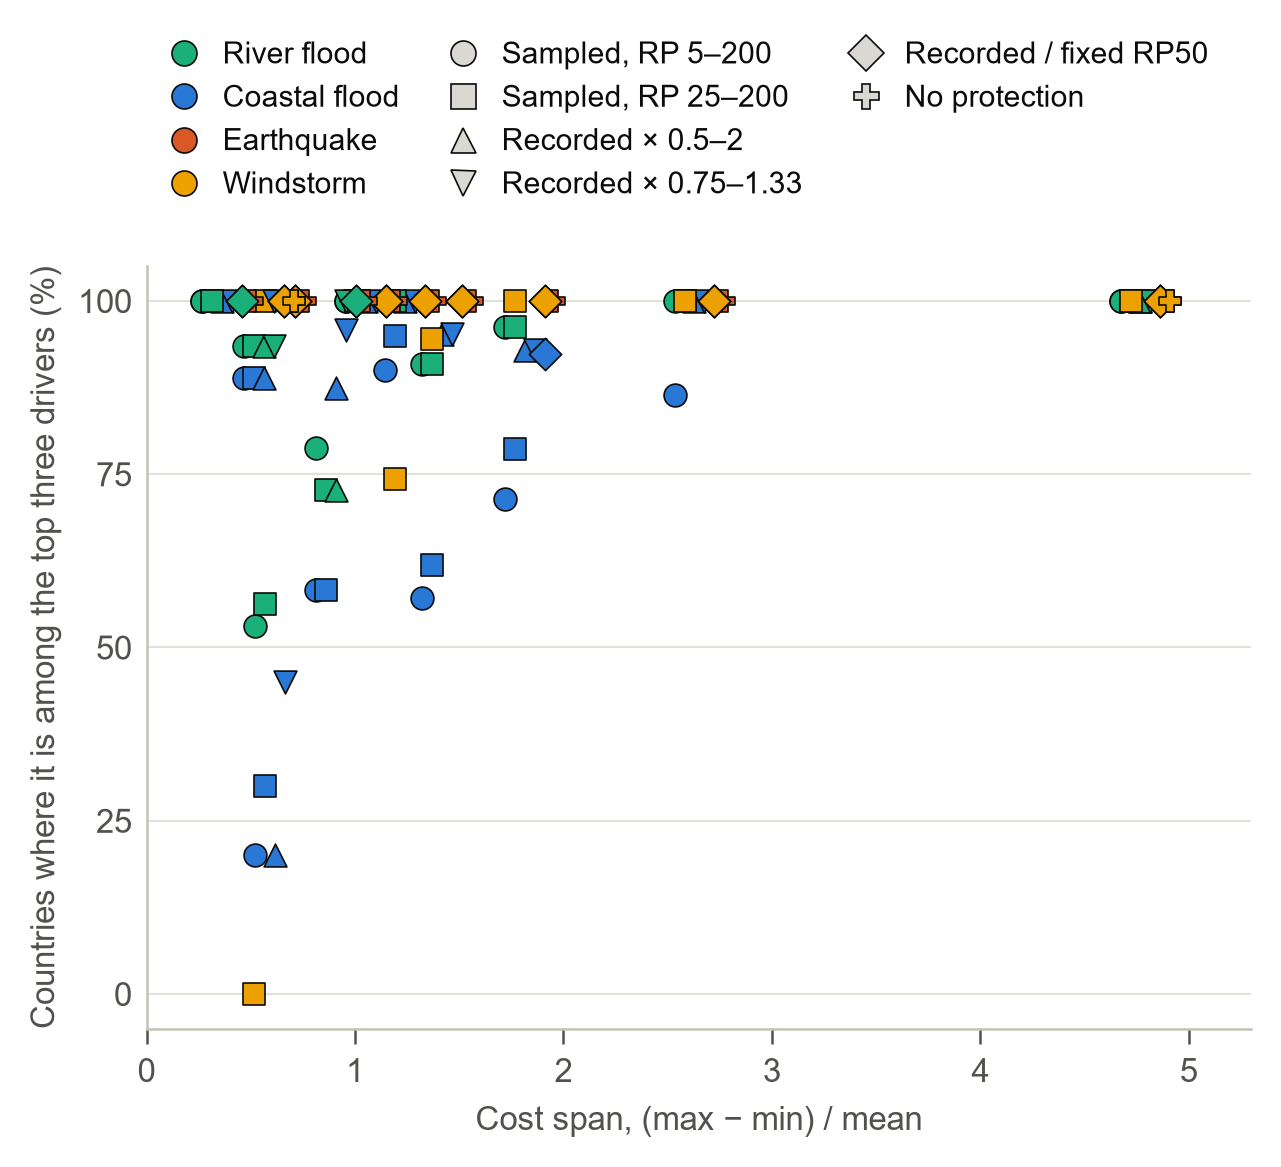 River flood
Coastal flood
Earthquake
Windstorm
Sampled, RP 5–200
Sampled, RP 25–200
Recorded × 0.5–2
Recorded × 0.75–1.33
Recorded / fixed RP50
No protection
Countries where it is among the top three drivers (%)
100
75
50
25
0
0 1 2 3 4 5
Cost span, (max − min) / mean